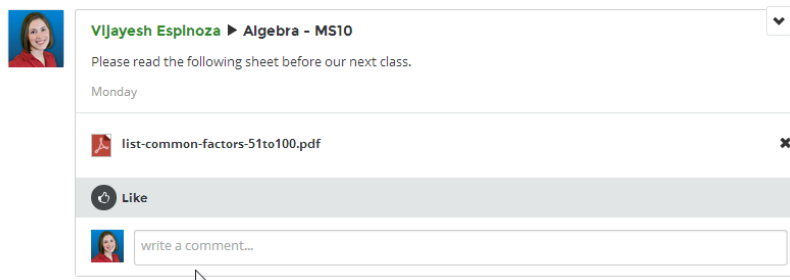 Vijayesh Espinoza ▶ Algebra - MS10
Please read the following sheet before our next class.
Monday
list-common-factors-51to100.pdf
Like
write a comment...